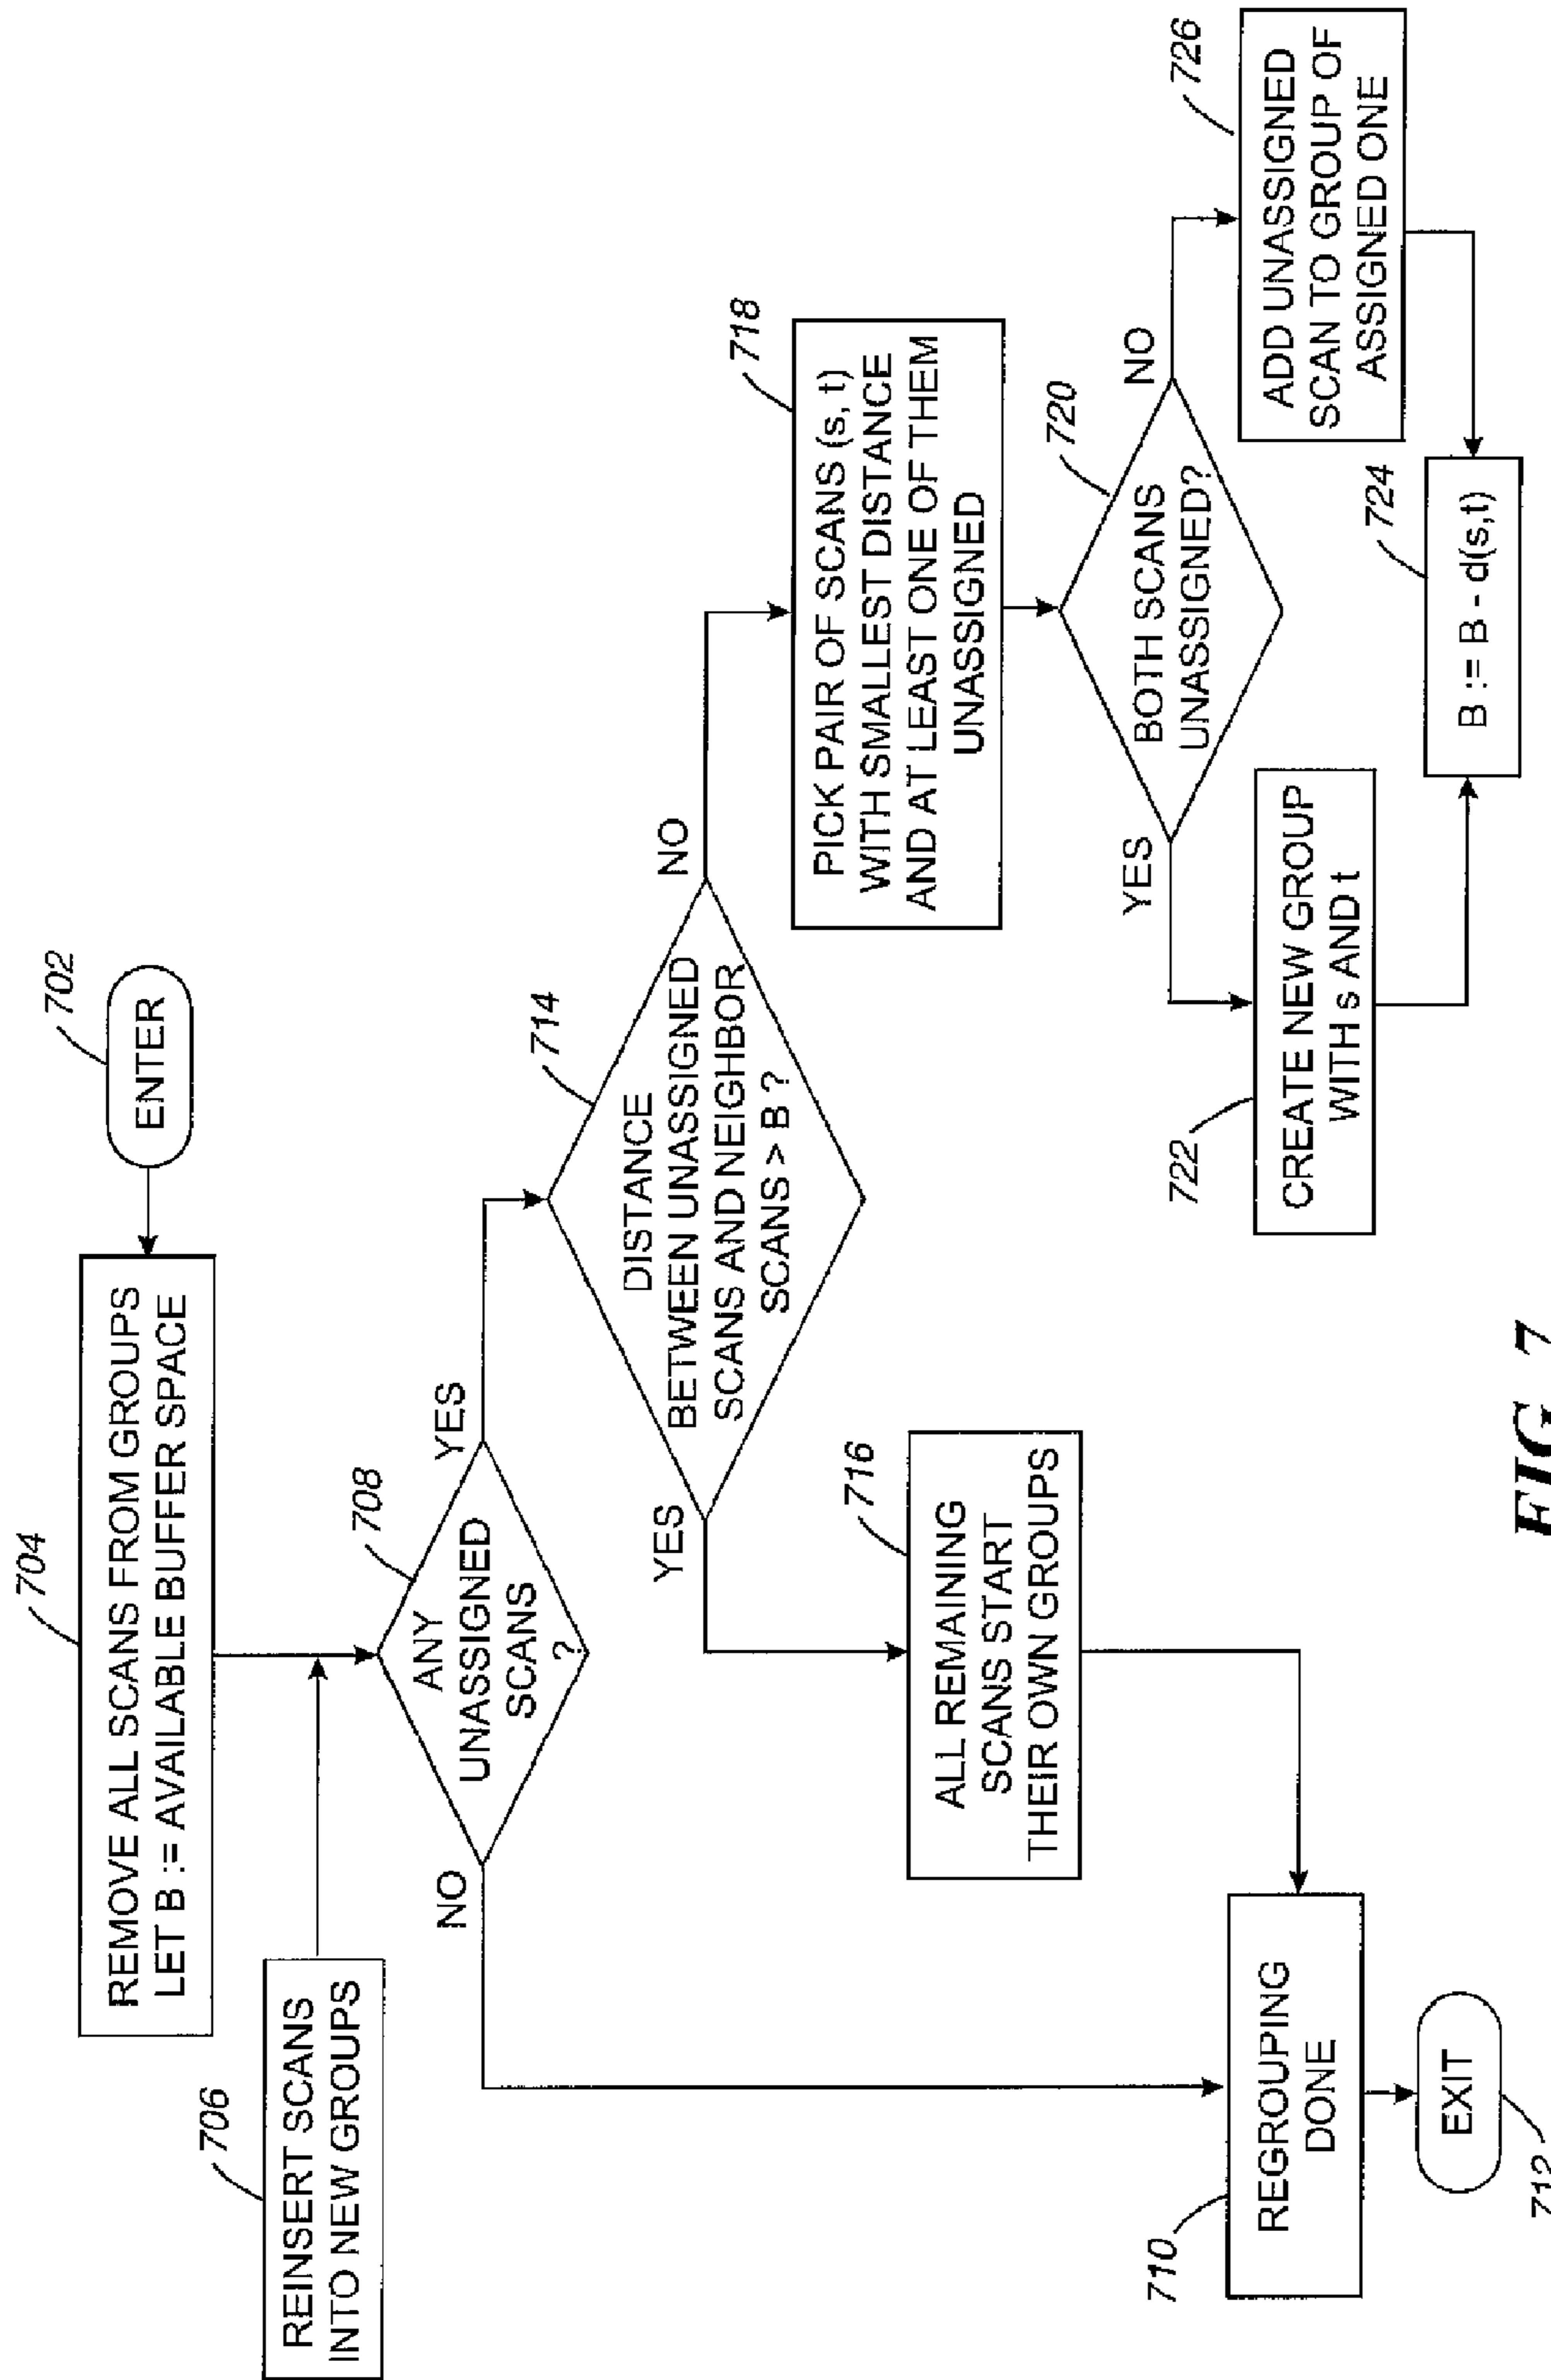 702
ENTER
704
REMOVE ALL SCANS FROM GROUPS
LET B := AVAILABLE BUFFER SPACE
706
REINSERT SCANS
INTO NEW GROUPS
708
ANY
UNASSIGNED
SCANS
?
NO
YES
714
DISTANCE
BETWEEN UNASSIGNED
SCANS AND NEIGHBOR
SCANS > B ?
YES
NO
716
ALL REMAINING
SCANS START
THEIR OWN GROUPS
718
PICK PAIR OF SCANS (s, t)
WITH SMALLEST DISTANCE
AND AT LEAST ONE OF THEM
UNASSIGNED
720
BOTH SCANS
UNASSIGNED?
YES
NO
710
REGROUPING
DONE
722
CREATE NEW GROUP
WITH s AND t
726
ADD UNASSIGNED
SCAN TO GROUP OF
ASSIGNED ONE
724
B := B - d(s,t)
EXIT
712
FIG. 7